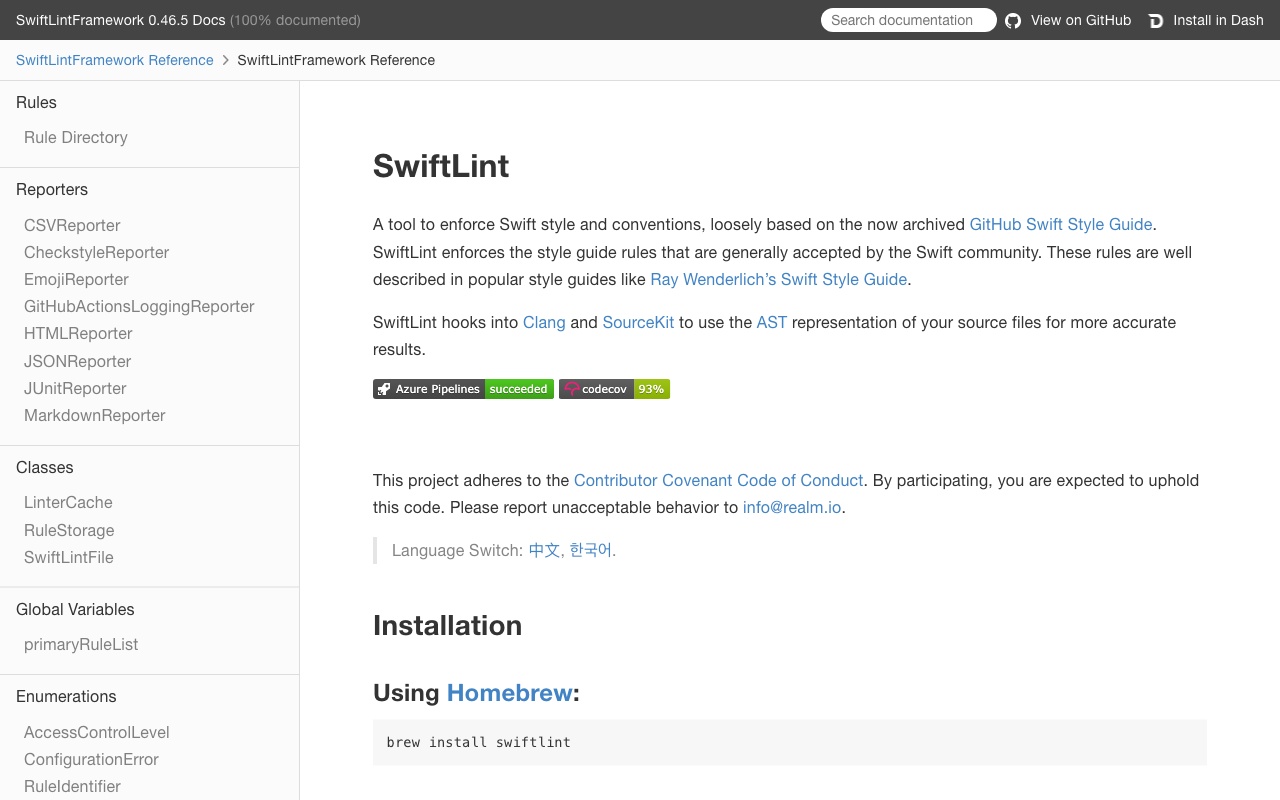 SwiftLintFramework 0.46.5 Docs (100% documented)
Search documentation
View on GitHub
Install in Dash
SwiftLintFramework Reference
SwiftLintFramework Reference
Rules
Rule Directory
Reporters
CSVReporter
CheckstyleReporter
EmojiReporter
GitHubActionsLoggingReporter
HTMLReporter
JSONReporter
JUnitReporter
MarkdownReporter
Classes
LinterCache
RuleStorage
SwiftLintFile
Global Variables
primaryRuleList
Enumerations
AccessControlLevel
ConfigurationError
RuleIdentifier
SwiftLint
A tool to enforce Swift style and conventions, loosely based on the now archived GitHub Swift Style Guide.
SwiftLint enforces the style guide rules that are generally accepted by the Swift community. These rules are well
described in popular style guides like Ray Wenderlich’s Swift Style Guide.
SwiftLint hooks into Clang and SourceKit to use the AST representation of your source files for more accurate
results.
Azure Pipelines succeeded
codecov 93%
This project adheres to the Contributor Covenant Code of Conduct. By participating, you are expected to uphold
this code. Please report unacceptable behavior to info@realm.io.
Language Switch: 中文, 한국어.
Installation
Using Homebrew:
brew install swiftlint